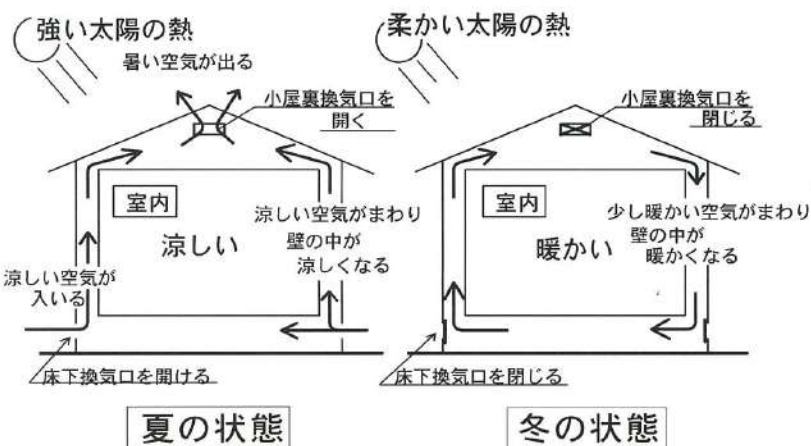 強い太陽の熱
暑い空気が出る
小屋裏換気口を
開く
室内
涼しい
涼しい空気がまわり
壁の中が
涼しくなる
涼しい空気が
入いる
床下換気口を開ける
夏の状態
柔かい太陽の熱
小屋裏換気口を
閉じる
室内
暖かい
少し暖かい空気がまわり
壁の中が
暖かくなる
床下換気口を閉じる
冬の状態